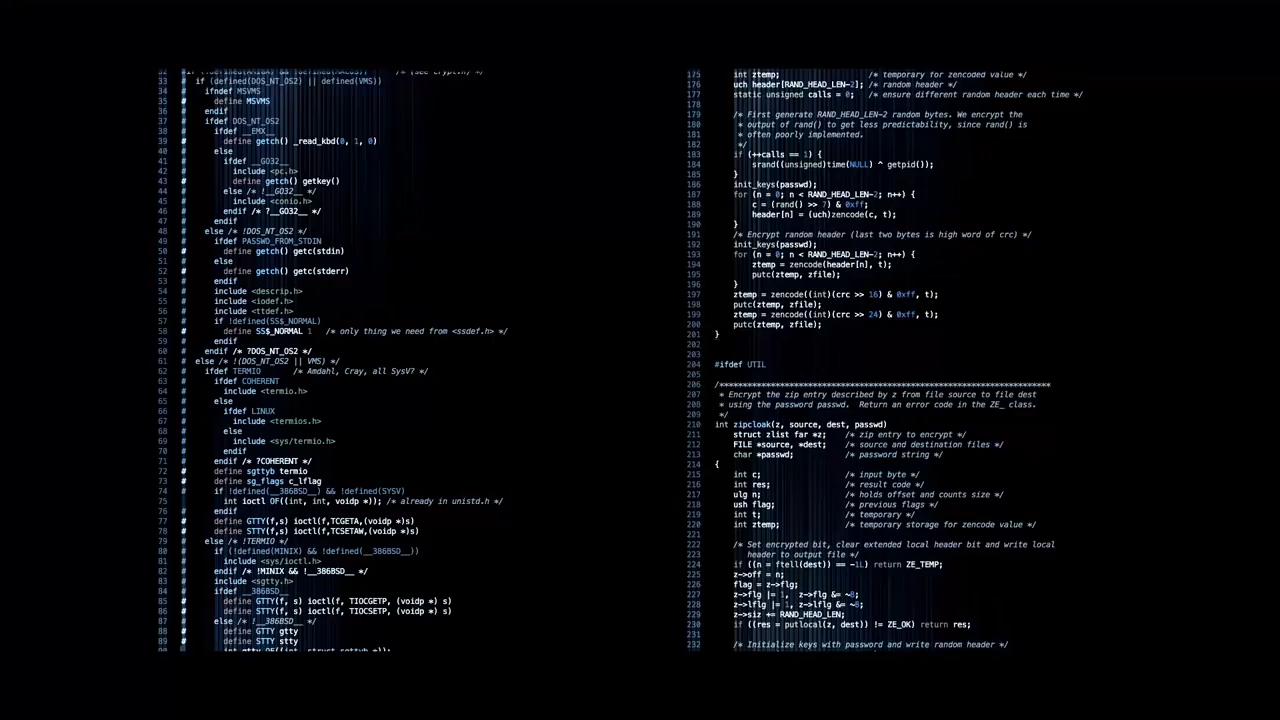 33 # if (defined(DOS_NT_OS2) || defined(VMS))
34 # ifndef MSVMS
35 # define MSVMS
36 # endif
37 # ifdef DOS_NT_OS2
38 # ifdef __EMX__
39 # define getch() _read_kbd(0, 1, 0)
40 # else
41 # ifdef __GO32__
42 # include <pc.h>
43 # define getch() getkey()
44 # else /* !__GO32__ */
45 # include <conio.h>
46 # endif /* ?__GO32__ */
47 # endif
48 # else /* !DOS_NT_OS2 */
49 # ifdef PASSWD_FROM_STDIN
50 # define getch() getc(stdin)
51 # else
52 # define getch() getc(stderr)
53 # endif
54 # include <descrip.h>
55 # include <iodef.h>
56 # include <ttdef.h>
57 # if !defined(SS$_NORMAL)
58 # define SS$_NORMAL 1 /* only thing we need from <ssdef.h> */
59 # endif
60 # endif /* ?DOS_NT_OS2 */
61 # else /* !(DOS_NT_OS2 || VMS) */
62 # ifdef TERMIO /* Amdahl, Cray, all SysV? */
63 # ifdef COHERENT
64 # include <termio.h>
65 # else
66 # ifdef LINUX
67 # include <termios.h>
68 # else
69 # include <sys/termio.h>
70 # endif
71 # endif /* ?COHERENT */
72 # define sgttyb termio
73 # define sg_flags c_lflag
74 # if !defined(__386BSD__) && !defined(SYSV)
75 int ioctl OF((int, int, voidp *)); /* already in unistd.h */
76 # endif
77 # define GTTY(f,s) ioctl(f,TCGETA,(voidp *)s)
78 # define STTY(f,s) ioctl(f,TCSETAW,(voidp *)s)
79 # else /* !TERMIO */
80 # if (!defined(MINIX) && !defined(__386BSD__))
81 # include <sys/ioctl.h>
82 # endif /* !MINIX && !__386BSD__ */
83 # include <sgtty.h>
84 # ifdef __386BSD__
85 # define GTTY(f, s) ioctl(f, TIOCGETP, (voidp *) s)
86 # define STTY(f, s) ioctl(f, TIOCSETP, (voidp *) s)
87 # else /* !__386BSD__ */
88 # define GTTY gtty
89 # define STTY stty
90 int gtty OF((int, struct sgttyb *));
175 int ztemp; /* temporary for zencoded value */
176 uch header[RAND_HEAD_LEN-2]; /* random header */
177 static unsigned calls = 0; /* ensure different random header each time */
178
179 /* First generate RAND_HEAD_LEN-2 random bytes. We encrypt the
180 * output of rand() to get less predictability, since rand() is
181 * often poorly implemented.
182 */
183 if (++calls == 1) {
184 srand((unsigned)time(NULL) ^ getpid());
185 }
186 init_keys(passwd);
187 for (n = 0; n < RAND_HEAD_LEN-2; n++) {
188 c = (rand() >> 7) & 0xff;
189 header[n] = (uch)zencode(c, t);
190 }
191 /* Encrypt random header (last two bytes is high word of crc) */
192 init_keys(passwd);
193 for (n = 0; n < RAND_HEAD_LEN-2; n++) {
194 ztemp = zencode(header[n], t);
195 putc(ztemp, zfile);
196 }
197 ztemp = zencode((int)(crc >> 16) & 0xff, t);
198 putc(ztemp, zfile);
199 ztemp = zencode((int)(crc >> 24) & 0xff, t);
200 putc(ztemp, zfile);
201 }
202
203
204 #ifdef UTIL
205
206 /***********************************************************************
207 * Encrypt the zip entry described by z from file source to file dest
208 * using the password passwd. Return an error code in the ZE_ class.
209 */
210 int zipcloak(z, source, dest, passwd)
211 struct zlist far *z; /* zip entry to encrypt */
212 FILE *source, *dest; /* source and destination files */
213 char *passwd; /* password string */
214 {
215 int c; /* input byte */
216 int res; /* result code */
217 ulg n; /* holds offset and counts size */
218 ush flag; /* previous flags */
219 int t; /* temporary */
220 int ztemp; /* temporary storage for zencode value */
221
222 /* Set encrypted bit, clear extended local header bit and write local
223 header to output file */
224 if ((n = ftell(dest)) == -1L) return ZE_TEMP;
225 z->off = n;
226 flag = z->flg;
227 z->flg |= 1, z->flg &= ~8;
228 z->lflg |= 1, z->lflg &= ~8;
229 z->siz += RAND_HEAD_LEN;
230 if ((res = putlocal(z, dest)) != ZE_OK) return res;
231
232 /* Initialize keys with password and write random header */